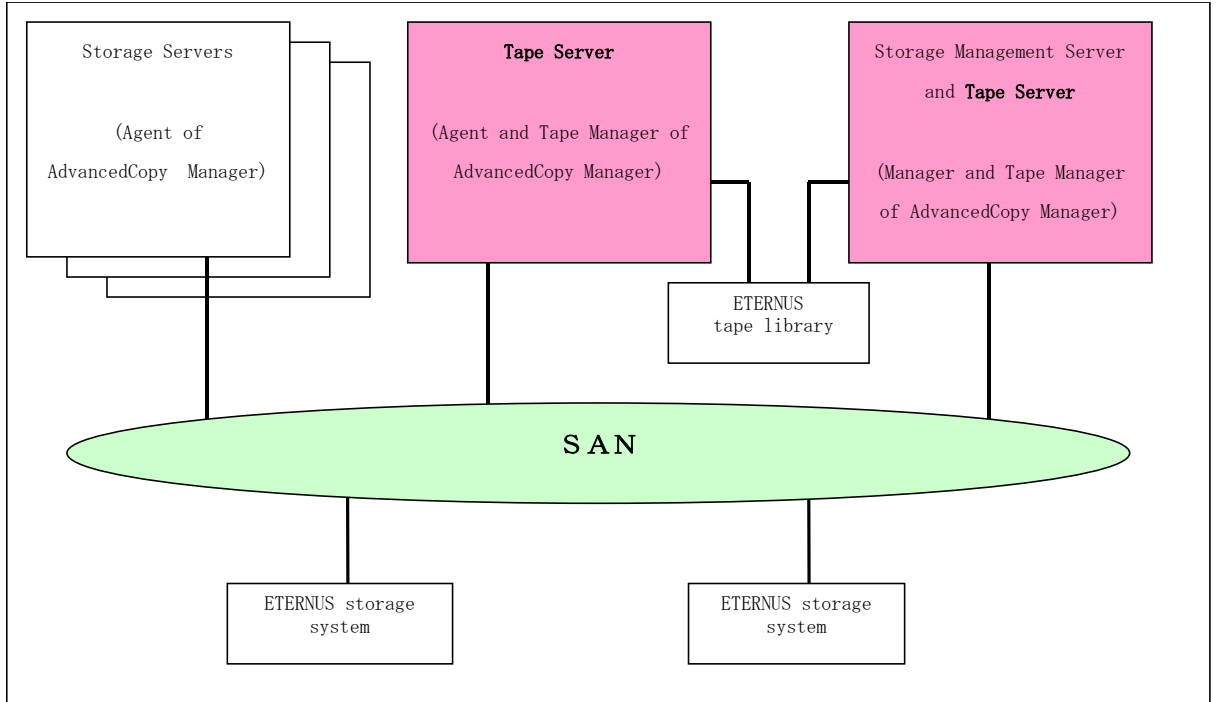 Storage Servers
(Agent of
AdvancedCopy  Manager)
Tape Server
(Agent and Tape Manager of
AdvancedCopy Manager)
Storage Management Server
and Tape Server
(Manager and Tape Manager
of AdvancedCopy Manager)
ETERNUS
tape library
SAN
ETERNUS storage
system
ETERNUS storage
system